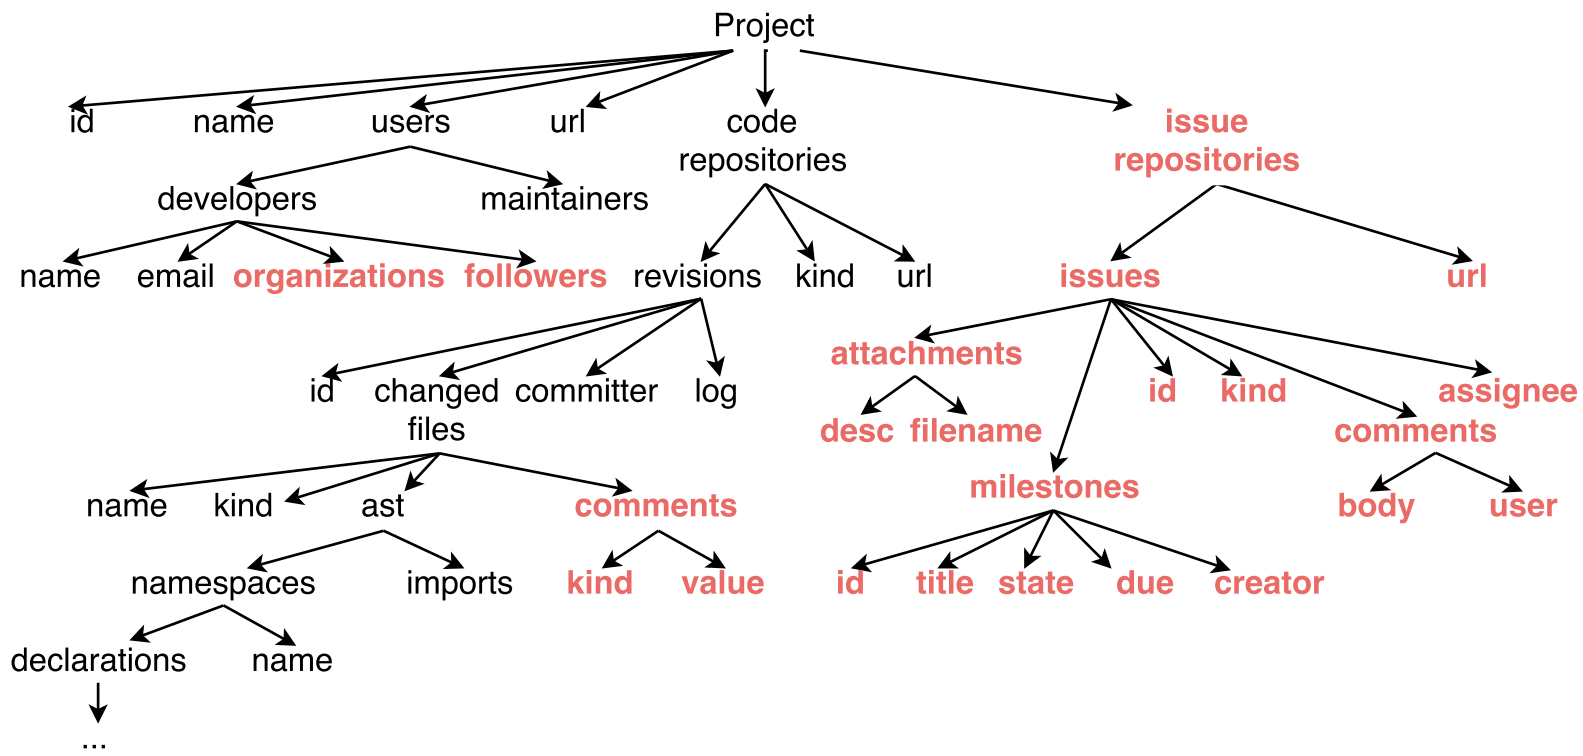 Project
id name users url code issue
repositories repositories
developers maintainers
name email organizations followers revisions kind url issues url
attachments
id changed committer log id kind assignee
files desc filename comments
milestones
name kind ast comments body user
namespaces imports kind value id title state due creator
declarations name
...